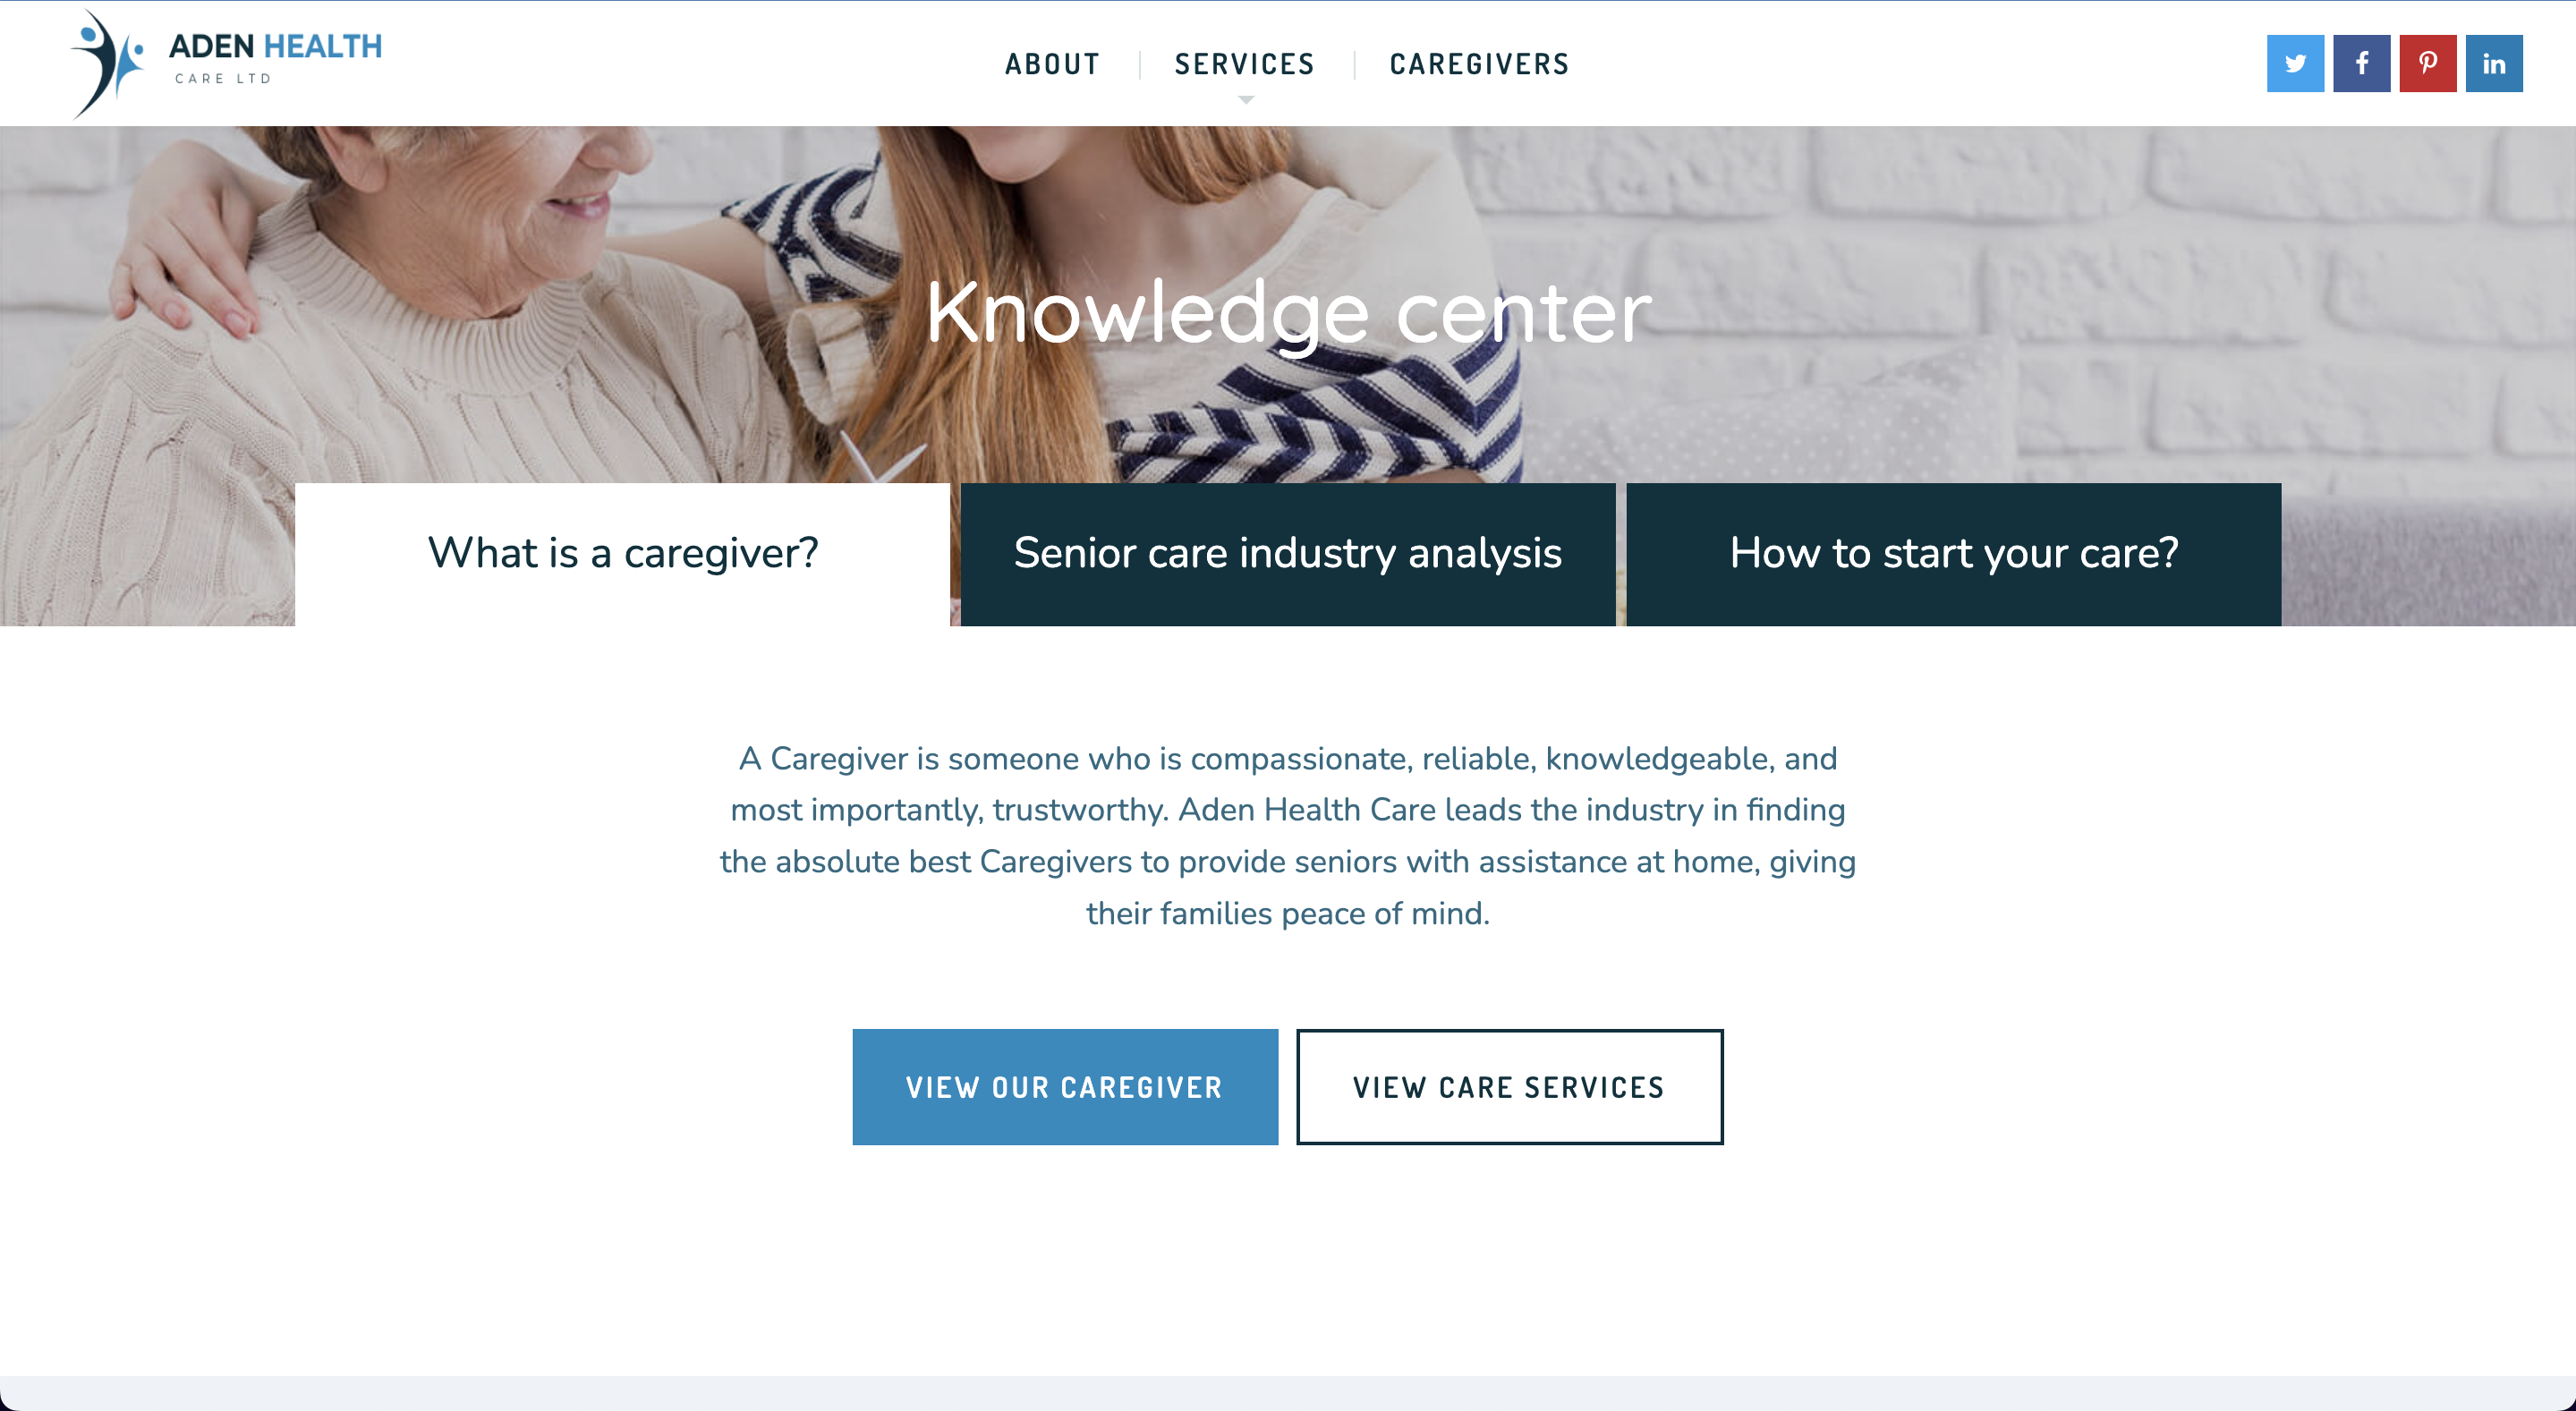 ADEN HEALTH
CARE LTD
ABOUT
SERVICES
CAREGIVERS
Knowledge center
What is a caregiver?
Senior care industry analysis
How to start your care?
A Caregiver is someone who is compassionate, reliable, knowledgeable, and
most importantly, trustworthy. Aden Health Care leads the industry in finding
the absolute best Caregivers to provide seniors with assistance at home, giving
their families peace of mind.
VIEW OUR CAREGIVER
VIEW CARE SERVICES